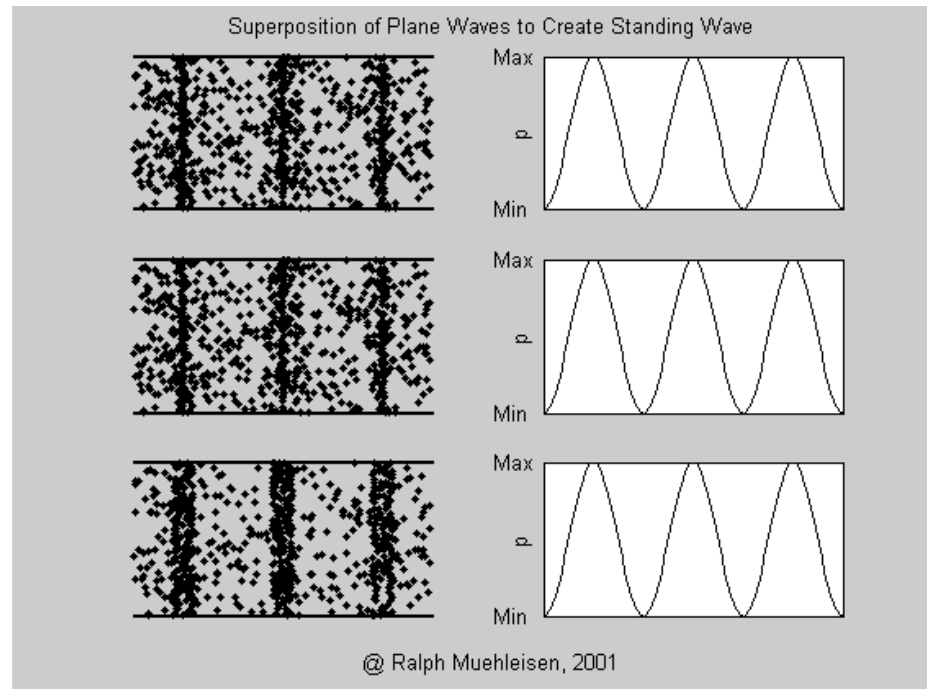 Superposition of Plane Waves to Create Standing Wave
Max
p
Min
Max
p
Min
Max
p
Min
@ Ralph Muehleisen, 2001